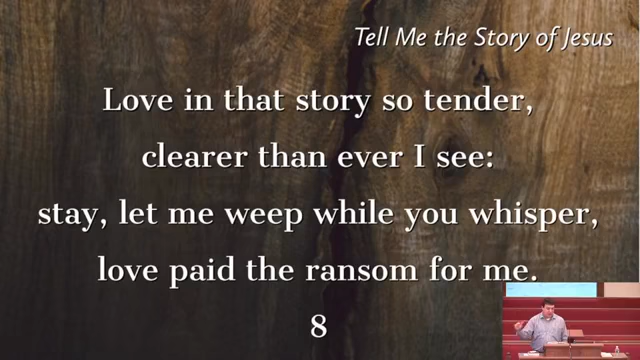 Tell Me the Story of Jesus
Love in that story so tender,
clearer than ever I see:
stay, let me weep while you whisper,
love paid the ransom for me.
8